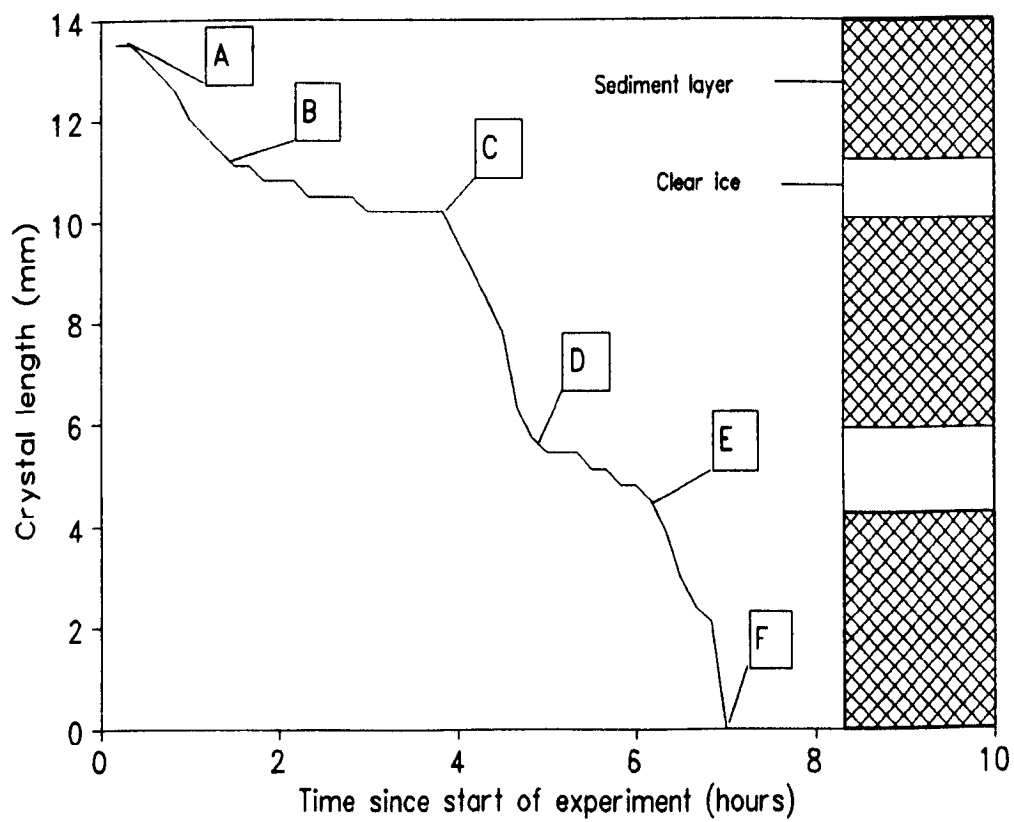 14
A
Sediment layer
B
12
C
Clear ice
10
Crystal length (mm)
8
D
6
E
4
2
F
0
0 2 4 6 8 10
Time since start of experiment (hours)